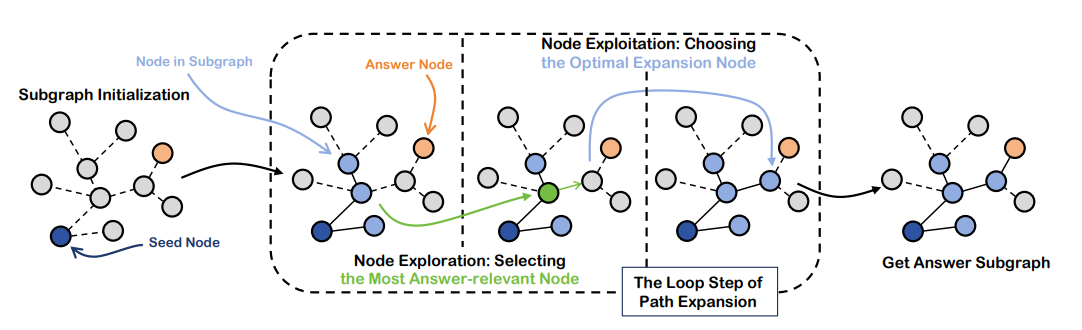 Subgraph Initialization
Node in Subgraph
Answer Node
Seed Node
Node Exploration: Selecting
the Most Answer-relevant Node
Node Exploitation: Choosing
the Optimal Expansion Node
The Loop Step of
Path Expansion
Get Answer Subgraph